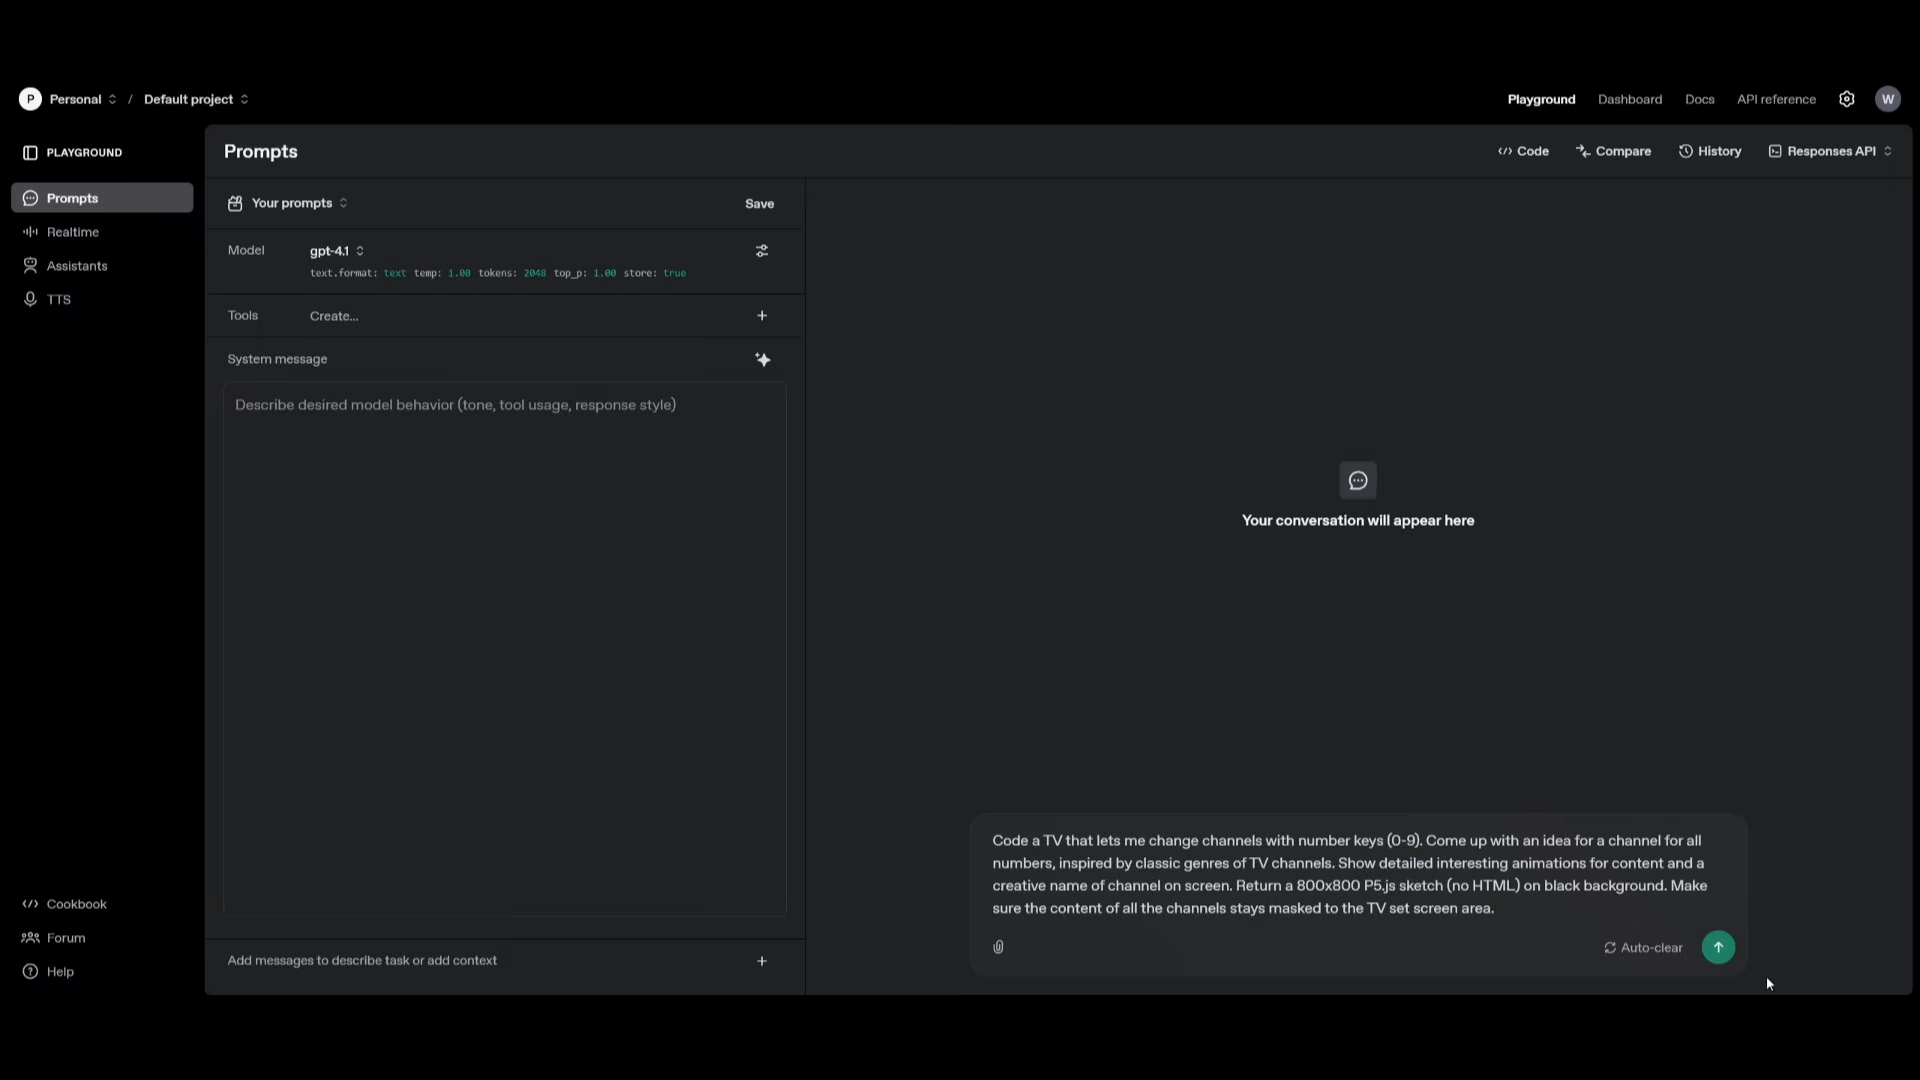 P Personal / Default project
Playground Dashboard Docs API reference W
PLAYGROUND
Prompts
Realtime
Assistants
TTS
Prompts
</> Code Compare History Responses API
Your prompts Save
Model gpt-4.1
text.format: text temp: 1.00 tokens: 2048 top_p: 1.00 store: true
Tools Create...
System message
Describe desired model behavior (tone, tool usage, response style)
Your conversation will appear here
Code a TV that lets me change channels with number keys (0-9). Come up with an idea for a channel for all
numbers, inspired by classic genres of TV channels. Show detailed interesting animations for content and a
creative name of channel on screen. Return a 800x800 P5.js sketch (no HTML) on black background. Make
sure the content of all the channels stays masked to the TV set screen area.
Auto-clear
</> Cookbook
Forum
Help
Add messages to describe task or add context